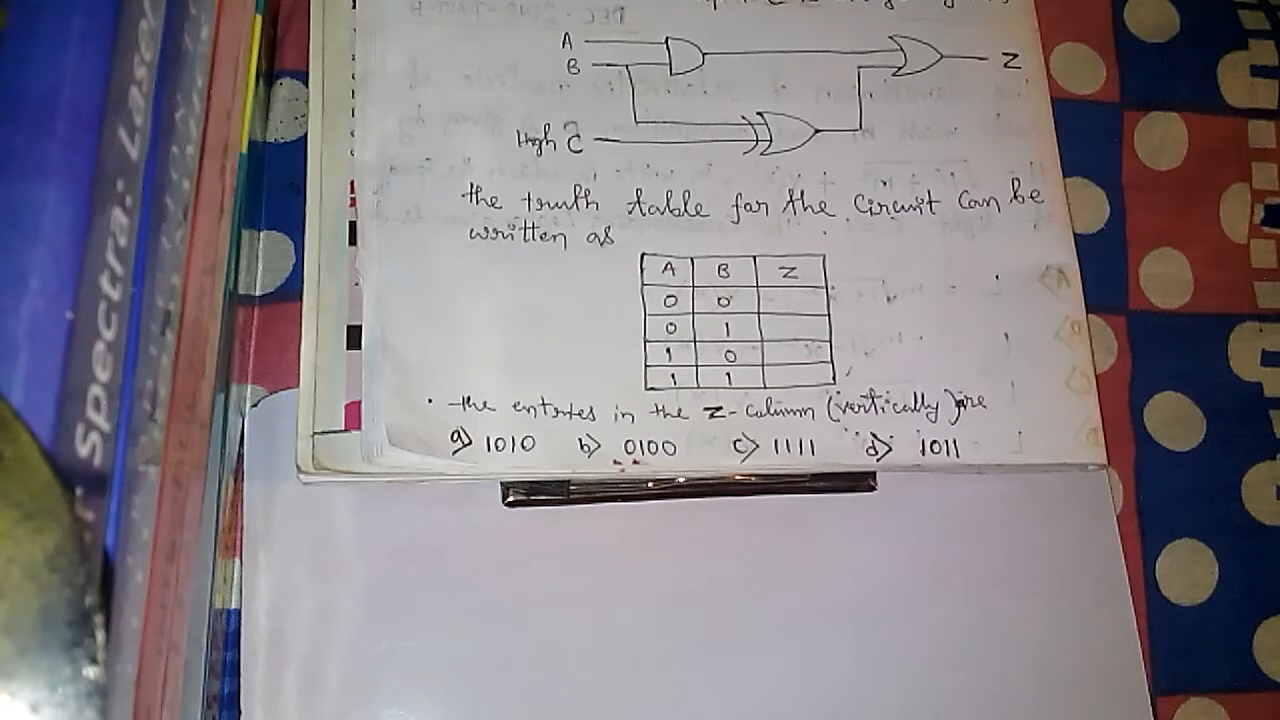 Spectra: Laser
A
B
Z
High C
the truth table for the circuit can be
written as
A B Z
0 0
0 1
1 0
1 1
. the entries in the Z-column (vertically) are
a) 1010 b) 0100 c) 1111 d) 1011